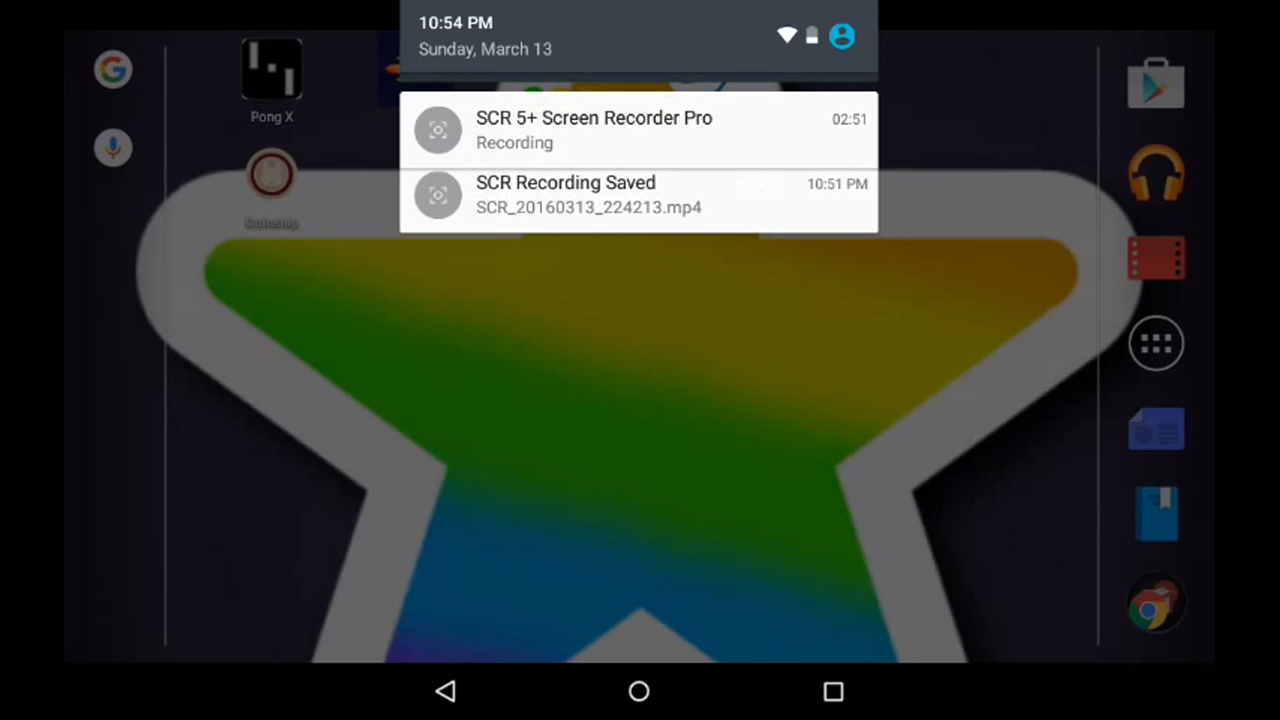 10:54 PM
Sunday, March 13
SCR 5+ Screen Recorder Pro
02:51
Recording
SCR Recording Saved
10:51 PM
SCR_20160313_224213.mp4
Pong X
Coinship